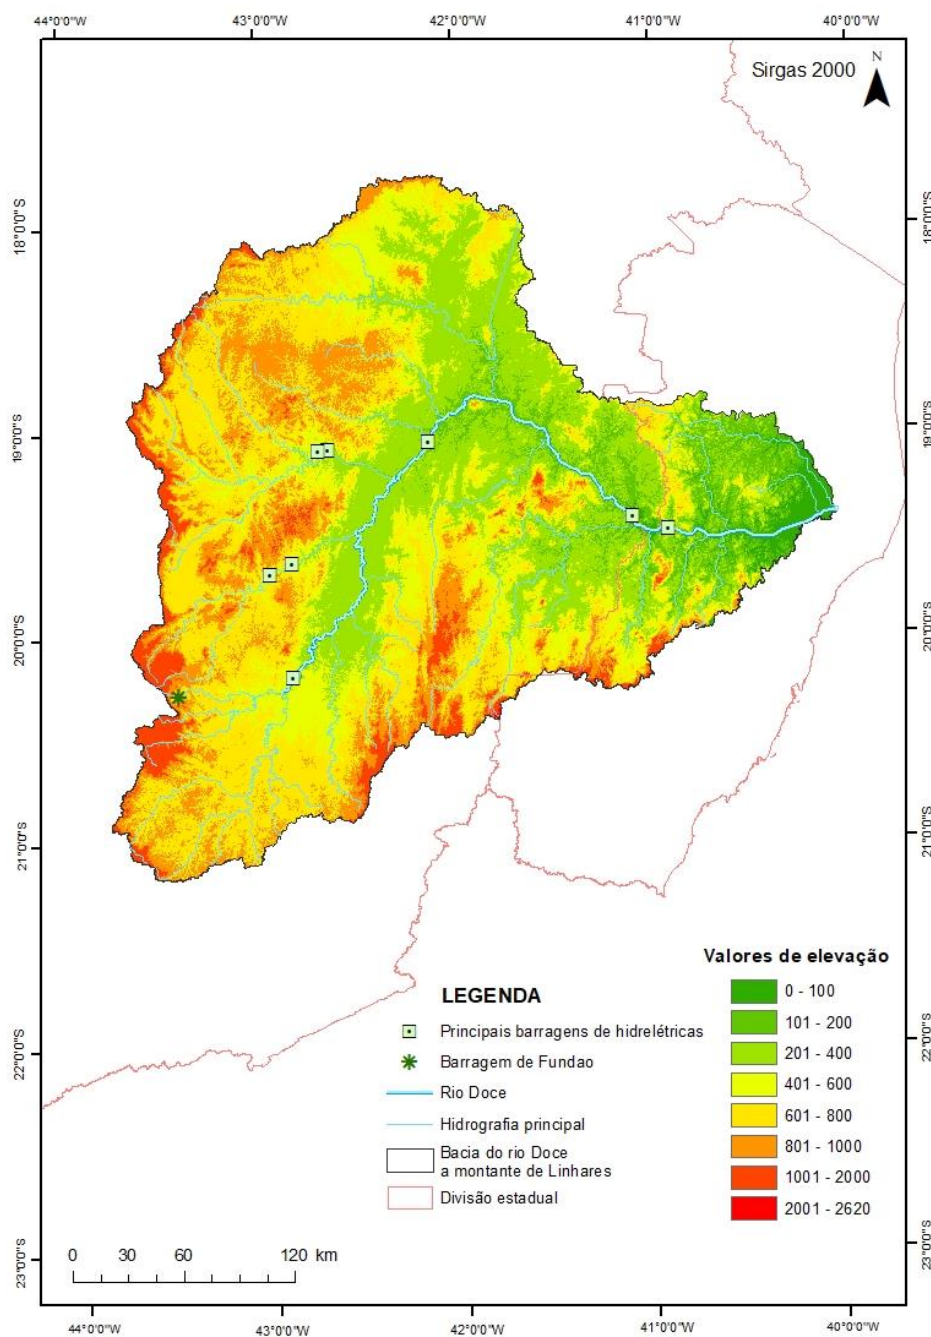 44°0'0"W 43°0'0"W 42°0'0"W 41°0'0"W 40°0'0"W
Sirgas 2000
N
18°0'0"S 18°0'0"S
19°0'0"S 19°0'0"S
20°0'0"S 20°0'0"S
21°0'0"S 21°0'0"S
22°0'0"S 22°0'0"S
23°0'0"S 23°0'0"S
LEGENDA
Principais barragens de hidrelétricas
Barragem de Fundao
Rio Doce
Hidrografia principal
Bacia do rio Doce
a montante de Linhares
Divisão estadual
Valores de elevação
0 - 100
101 - 200
201 - 400
401 - 600
601 - 800
801 - 1000
1001 - 2000
2001 - 2620
0 30 60 120 km
44°0'0"W 43°0'0"W 42°0'0"W 41°0'0"W 40°0'0"W